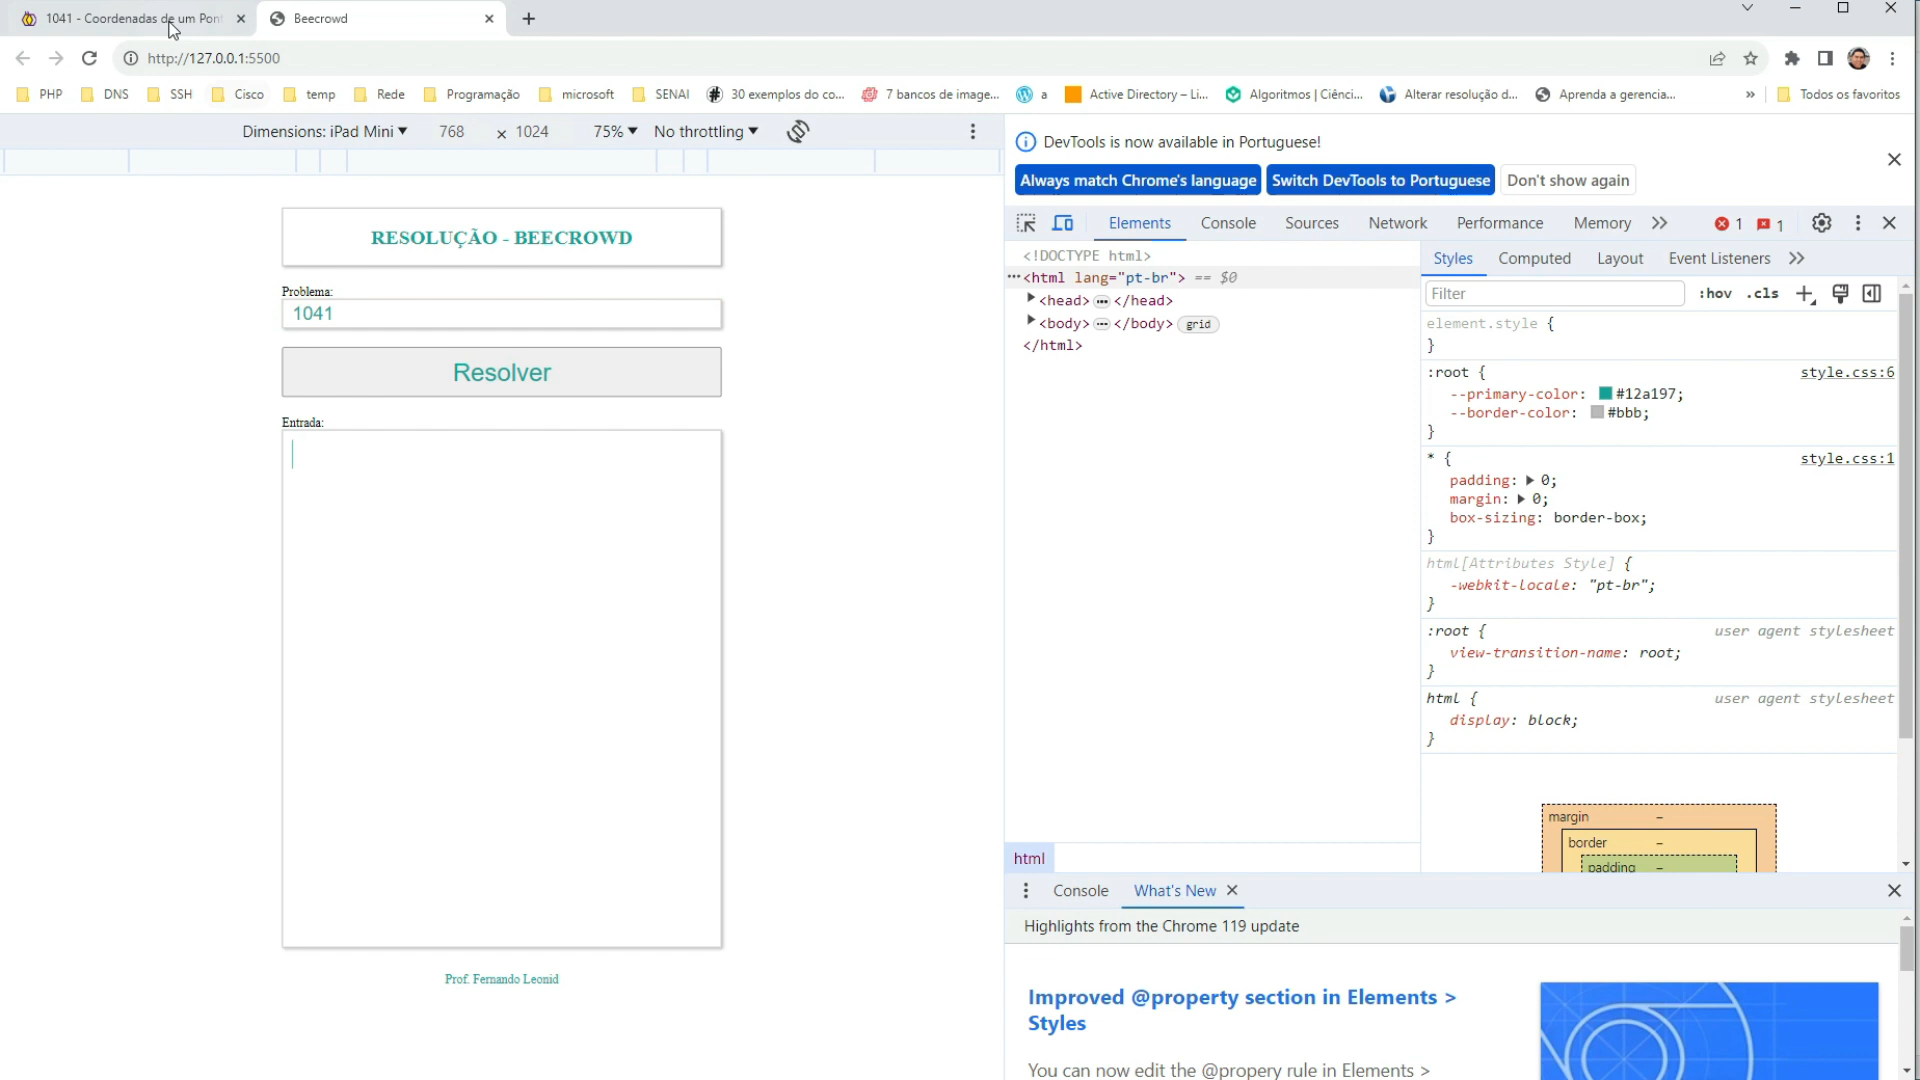 1041 - Coordenadas de um Pon
Beecrowd
http://127.0.0.1:5500
PHP
DNS
SSH
Cisco
temp
Rede
Programação
microsoft
SENAI
30 exemplos do co...
7 bancos de image...
a
Active Directory – Li...
Algoritmos | Ciênci...
Alterar resolução d...
Aprenda a gerencia...
»
Todos os favoritos
Dimensions: iPad Mini ▼ 768 x 1024 75% ▼ No throttling ▼
RESOLUÇÃO - BEECROWD
Problema:
1041
Resolver
Entrada:
Prof. Fernando Leonid
DevTools is now available in Portuguese!
Always match Chrome's language
Switch DevTools to Portuguese
Don't show again
Elements Console Sources Network Performance Memory » 1 1
<!DOCTYPE html>
<html lang="pt-br"> == $0
<head> ••• </head>
<body> ••• </body> grid
</html>
html
Styles Computed Layout Event Listeners »
Filter
:hov .cls +
element.style {
}
:root { style.css:6
--primary-color: #12a197;
--border-color: #bbb;
}
* { style.css:1
padding: 0;
margin: 0;
box-sizing: border-box;
}
html[Attributes Style] {
-webkit-locale: "pt-br";
}
:root { user agent stylesheet
view-transition-name: root;
}
html { user agent stylesheet
display: block;
}
margin –
border –
padding –
Console What's New
Highlights from the Chrome 119 update
Improved @property section in Elements >
Styles
You can now edit the @propery rule in Elements >